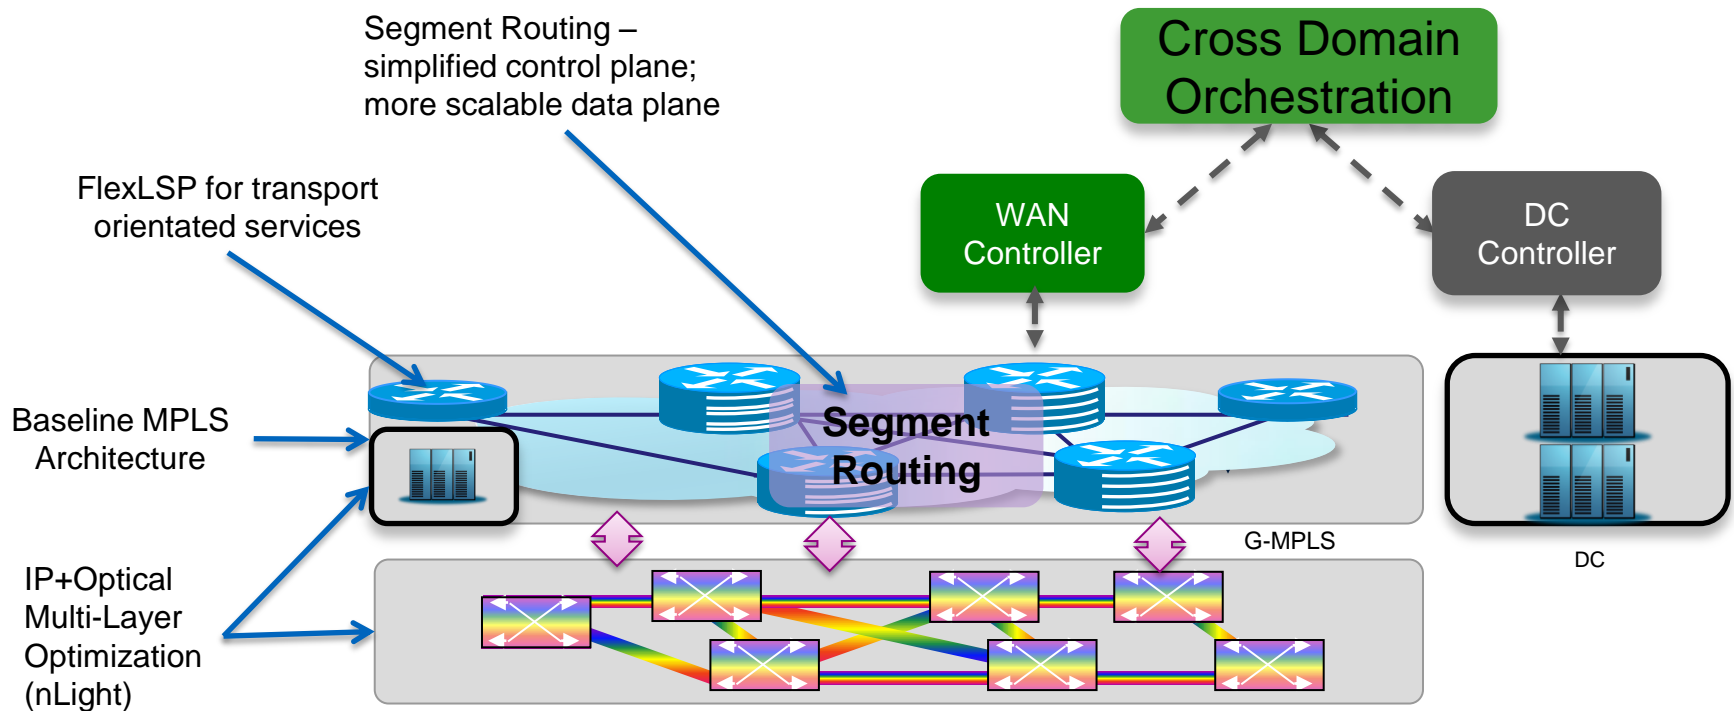 Segment Routing –
simplified control plane;
more scalable data plane
Cross Domain
Orchestration
FlexLSP for transport
orientated services
WAN
Controller
DC
Controller
Baseline MPLS
Architecture
Segment
Routing
G-MPLS
DC
IP+Optical
Multi-Layer
Optimization
(nLight)